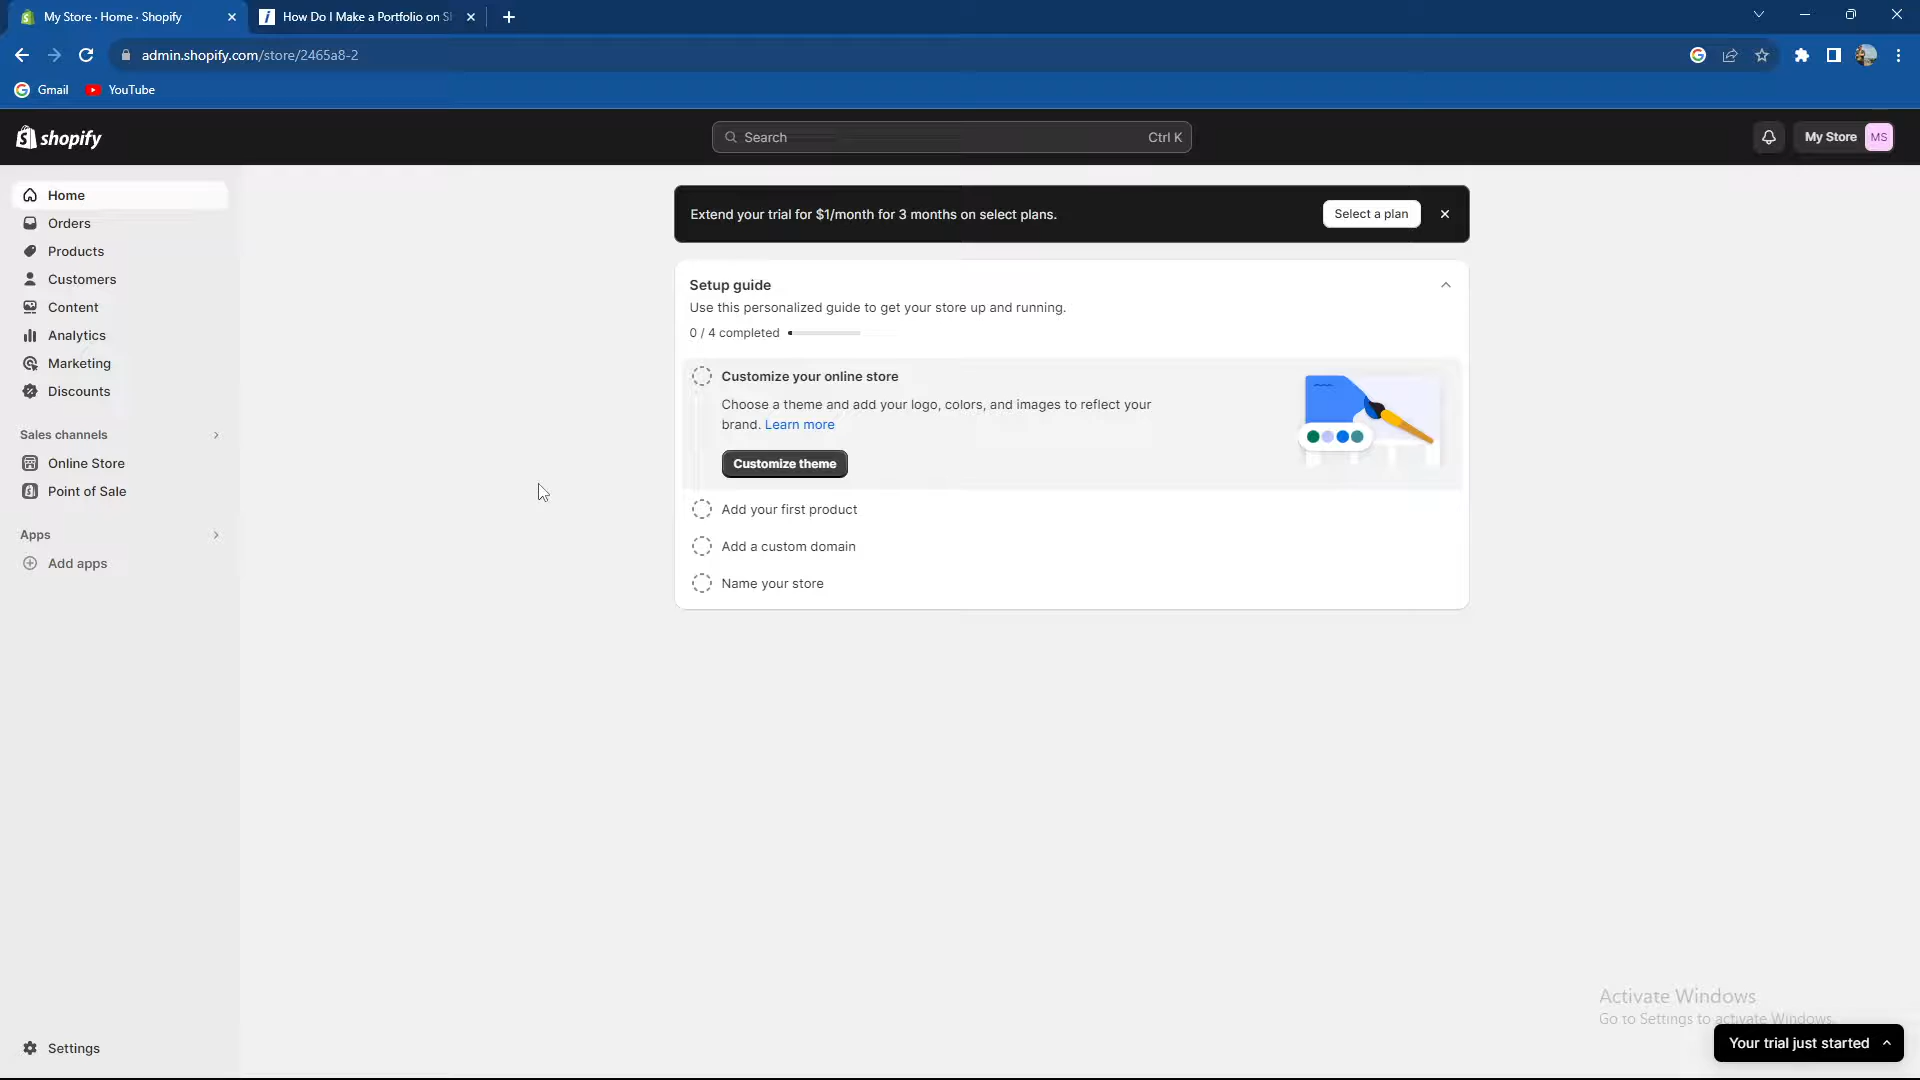 My Store · Home · Shopify
How Do I Make a Portfolio on S
admin.shopify.com/store/2465a8-2
Gmail
YouTube
shopify
Search
Ctrl K
My Store
MS
Home
Orders
Products
Customers
Content
Analytics
Marketing
Discounts
Sales channels
Online Store
Point of Sale
Apps
Add apps
Settings
Extend your trial for $1/month for 3 months on select plans.
Select a plan
Setup guide
Use this personalized guide to get your store up and running.
0 / 4 completed
Customize your online store
Choose a theme and add your logo, colors, and images to reflect your
brand. Learn more
Customize theme
Add your first product
Add a custom domain
Name your store
Activate Windows
Go to Settings to activate Windows.
Your trial just started